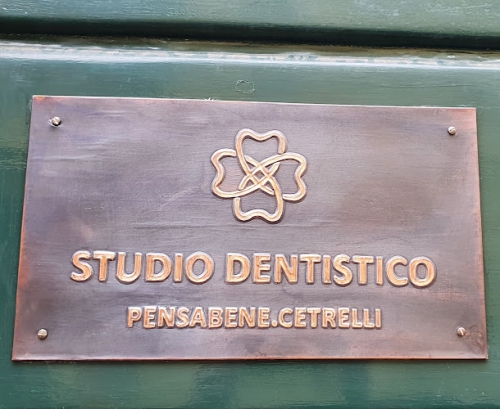 STUDIO DENTISTICO
PENSABENE.CETRELLI